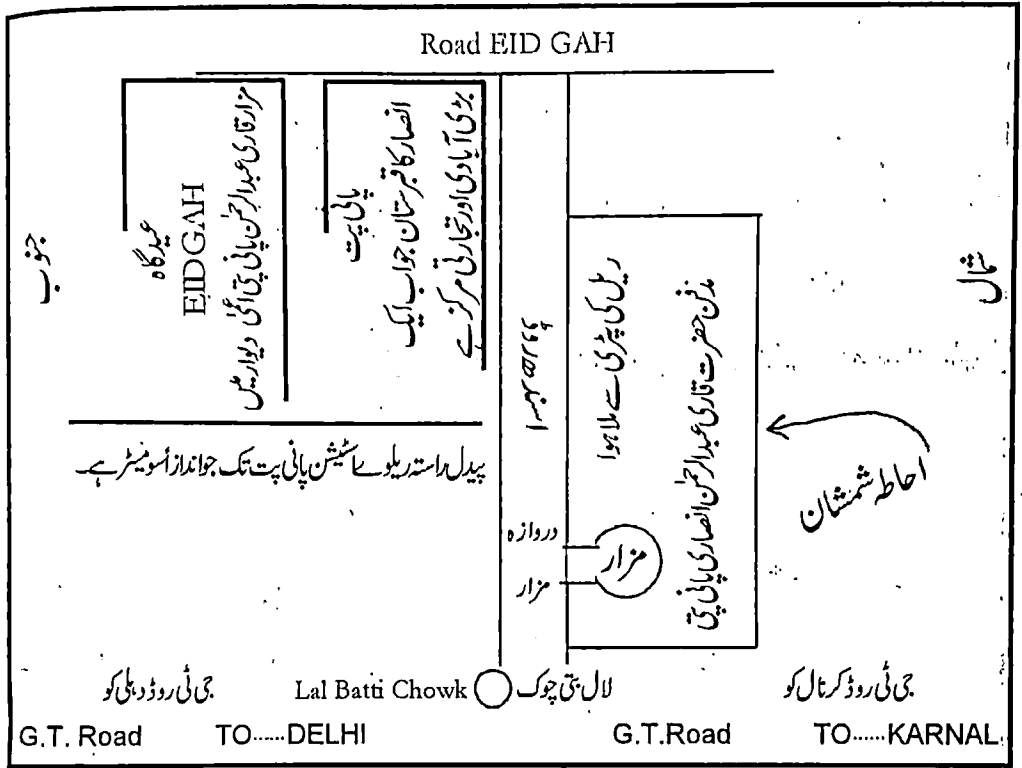 Road EID GAH
مزار قاری عبدالرحمٰن پانی پتی اعمیٰ دیوار میں
EIDGAH
عیدگاہ
بڑی آبادی اور تجارتی مرکز ہے
انصار کا قبرستان جواب ایک
پانی پت
جنوب
شمال
ریل کی پٹڑی سے ملا ہوا
مدفن حضرت قاری عبدالرحمٰن انصاری پانی پتی
احاطہ شمشان
پیدل راستہ ریلوے اسٹیشن پانی پت تک جو انداز أسو میٹر ہے۔
دروازہ
مزار
مزار
جی ٹی روڈ دہلی کو
Lal Batti Chowk
لال بتی چوک
جی ٹی روڈ کرنال کو
G.T. Road TO......DELHI
G.T.Road TO......KARNAL